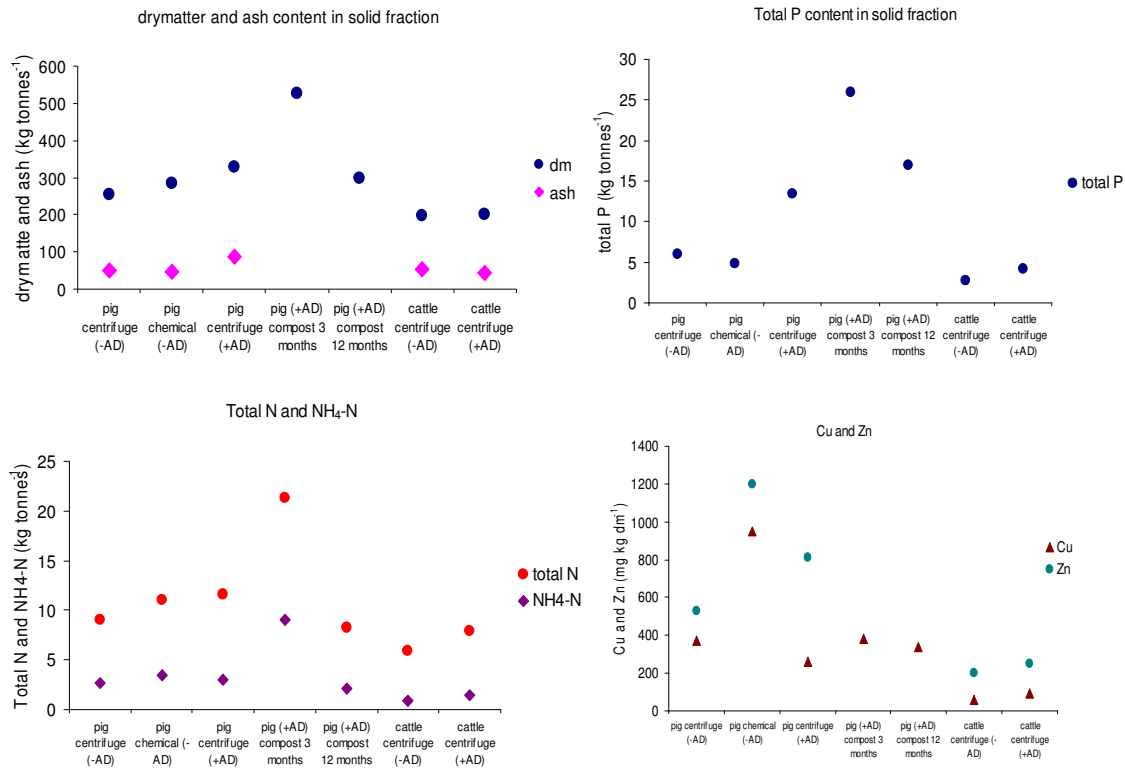 drymatter and ash content in solid fraction
drymatte and ash (kg tonnes⁻¹)
600
500
400
300
200
100
0
dm
ash
pig centrifuge (-AD)
pig chemical (-AD)
pig centrifuge (+AD)
pig (+AD) compost 3 months
pig (+AD) compost 12 months
cattle centrifuge (-AD)
cattle centrifuge (+AD)
Total P content in solid fraction
total P (kg tonnes⁻¹)
30
25
20
15
10
5
0
total P
pig centrifuge (-AD)
pig chemical (-AD)
pig centrifuge (+AD)
pig (+AD) compost 3 months
pig (+AD) compost 12 months
cattle centrifuge (-AD)
cattle centrifuge (+AD)
Total N and NH₄-N
Total N and NH4-N (kg tonnes⁻¹)
25
20
15
10
5
0
total N
NH4-N
pig centrifuge (-AD)
pig chemical (-AD)
pig centrifuge (+AD)
pig (+AD) compost 3 months
pig (+AD) compost 12 months
cattle centrifuge (-AD)
cattle centrifuge (+AD)
Cu and Zn
Cu and Zn (mg kg dm⁻¹)
1400
1200
1000
800
600
400
200
0
Cu
Zn
pig centrifuge (-AD)
pig chemical (-AD)
pig centrifuge (+AD)
pig (+AD) compost 3 months
pig (+AD) compost 12 months
cattle centrifuge (-AD)
cattle centrifuge (+AD)